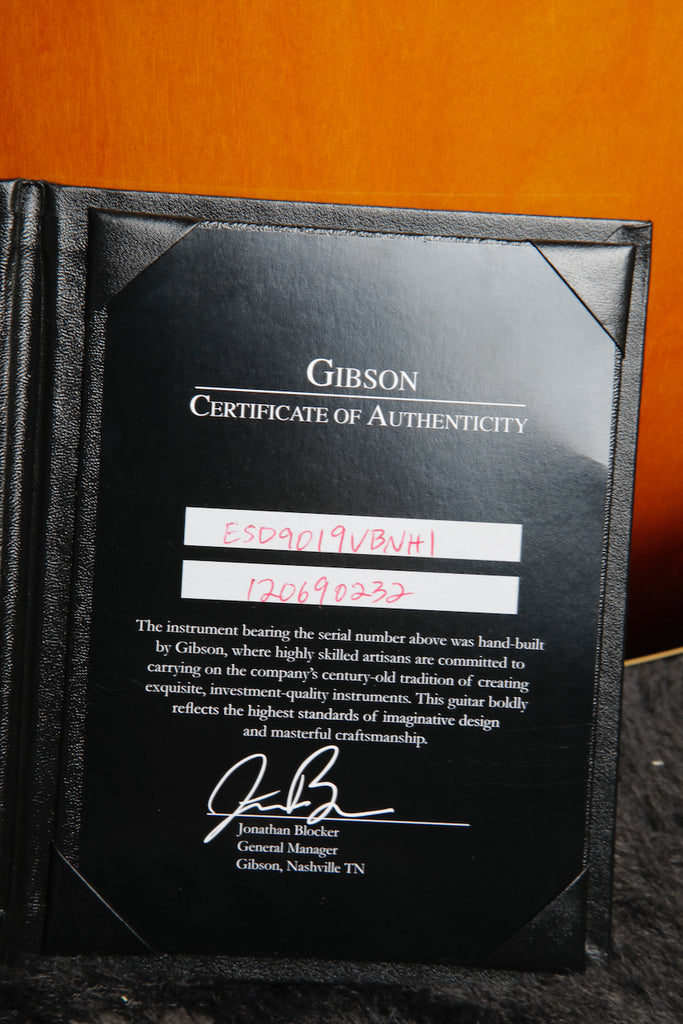 GIBSON
CERTIFICATE OF AUTHENTICITY
ESD9019VBNH1
120690232
The instrument bearing the serial number above was hand-built
by Gibson, where highly skilled artisans are committed to
carrying on the company's century-old tradition of creating
exquisite, investment-quality instruments. This guitar boldly
reflects the highest standards of imaginative design
and masterful craftsmanship.
Jonathan Blocker
General Manager
Gibson, Nashville TN